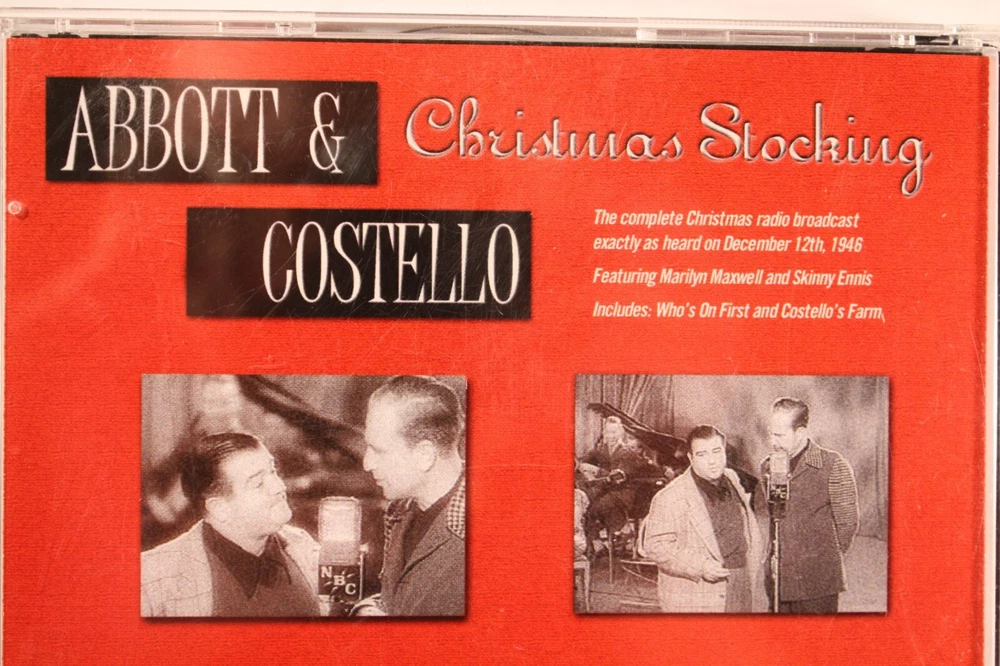 ABBOTT &
COSTELLO
Christmas Stocking
The complete Christmas radio broadcast
exactly as heard on December 12th, 1946
Featuring Marilyn Maxwell and Skinny Ennis
Includes: Who's On First and Costello's Farm
NBC
NBC